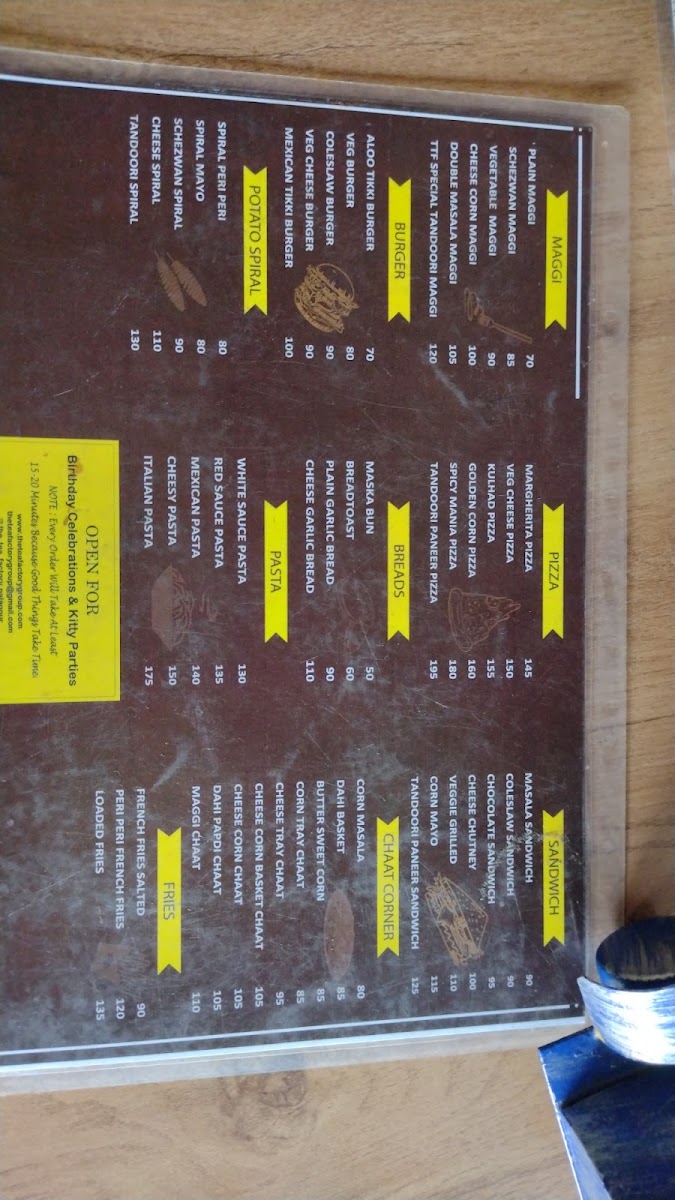 MAGGI
PLAIN MAGGI 70
SCHEZWAN MAGGI 85
VEGETABLE MAGGI 90
CHEESE CORN MAGGI 100
DOUBLE MASALA MAGGI 105
TTF SPECIAL TANDOORI MAGGI 120
BURGER
ALOO TIKKI BURGER 70
VEG BURGER 80
COLESLAW BURGER 90
VEG CHEESE BURGER 90
MEXICAN TIKKI BURGER 100
POTATO SPIRAL
SPIRAL PERI PERI 80
SPIRAL MAYO 80
SCHEZWAN SPIRAL 90
CHEESE SPIRAL 110
TANDOORI SPIRAL 130
PIZZA
MARGHERITA PIZZA 145
VEG CHEESE PIZZA 150
KULHAD PIZZA 155
GOLDEN CORN PIZZA 160
SPICY MANIA PIZZA 180
TANDOORI PANEER PIZZA 195
BREADS
MASKA BUN 50
BREADTOAST 60
PLAIN GARLIC BREAD 90
CHEESE GARLIC BREAD 110
PASTA
WHITE SAUCE PASTA 130
RED SAUCE PASTA 135
MEXICAN PASTA 140
CHEESY PASTA 150
ITALIAN PASTA 175
OPEN FOR
Birthday Celebrations & Kitty Parties
NOTE : Every Order Will Take At Least
15-20 Minutes Because Good Things Take Time.
www.theteafactorygroup.com
theteafactorygroup@gmail.com
SANDWICH
MASALA SANDWICH 90
COLESLAW SANDWICH 90
CHOCOLATE SANDWICH 95
CHEESE CHUTNEY 100
VEGGIE GRILLED 110
CORN MAYO 115
TANDOORI PANEER SANDWICH 125
CHAAT CORNER
CORN MASALA 80
DAHI BASKET 85
BUTTER SWEET CORN 85
CORN TRAY CHAAT 85
CHEESE TRAY CHAAT 95
CHEESE CORN BASKET CHAAT 105
CHEESE CORN CHAAT 105
DAHI PAPDI CHAAT 105
MAGGI CHAAT 110
FRIES
FRENCH FRIES SALTED 90
PERI PERI FRENCH FRIES 120
LOADED FRIES 135